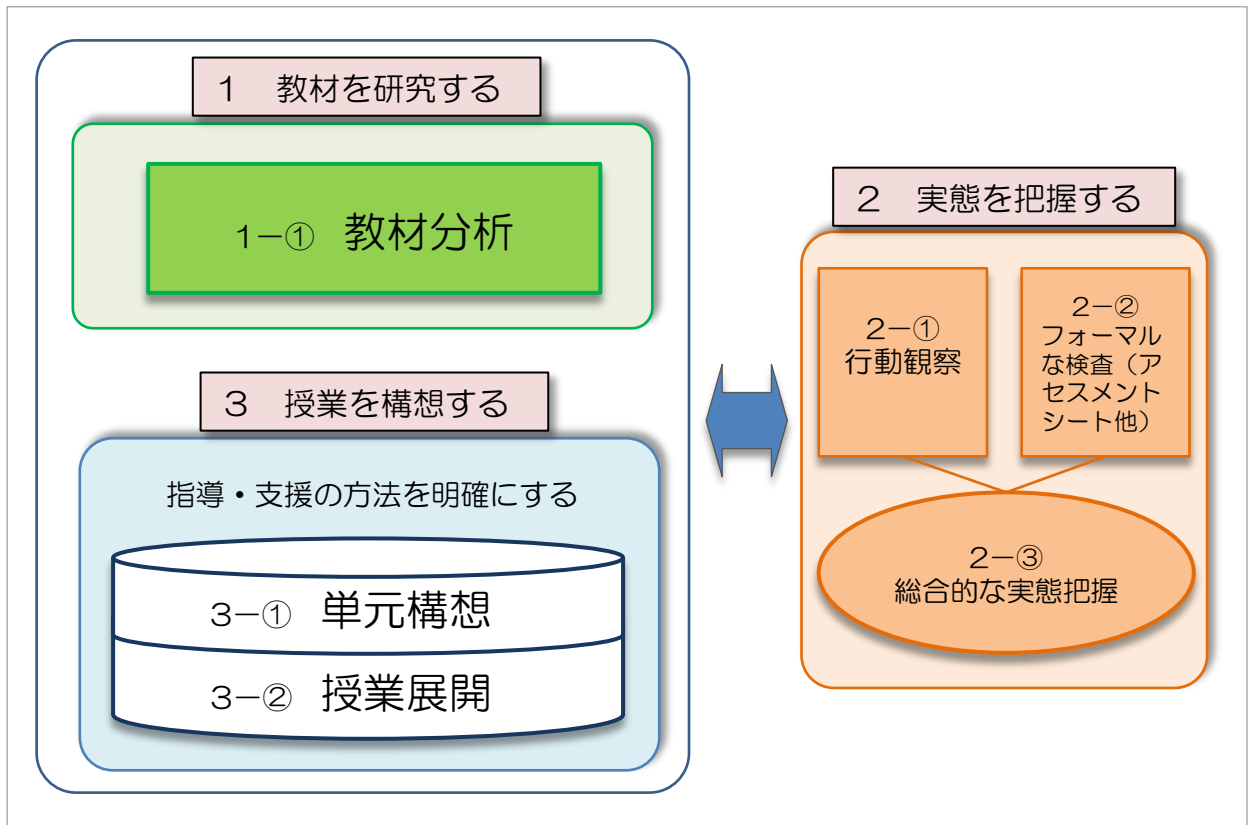 1　教材を研究する
1－① 教材分析
2　実態を把握する
2－①
行動観察
2－②
フォーマル
な検査（ア
セスメント
シート他）
2－③
総合的な実態把握
3　授業を構想する
指導・支援の方法を明確にする
3－① 単元構想
3－② 授業展開